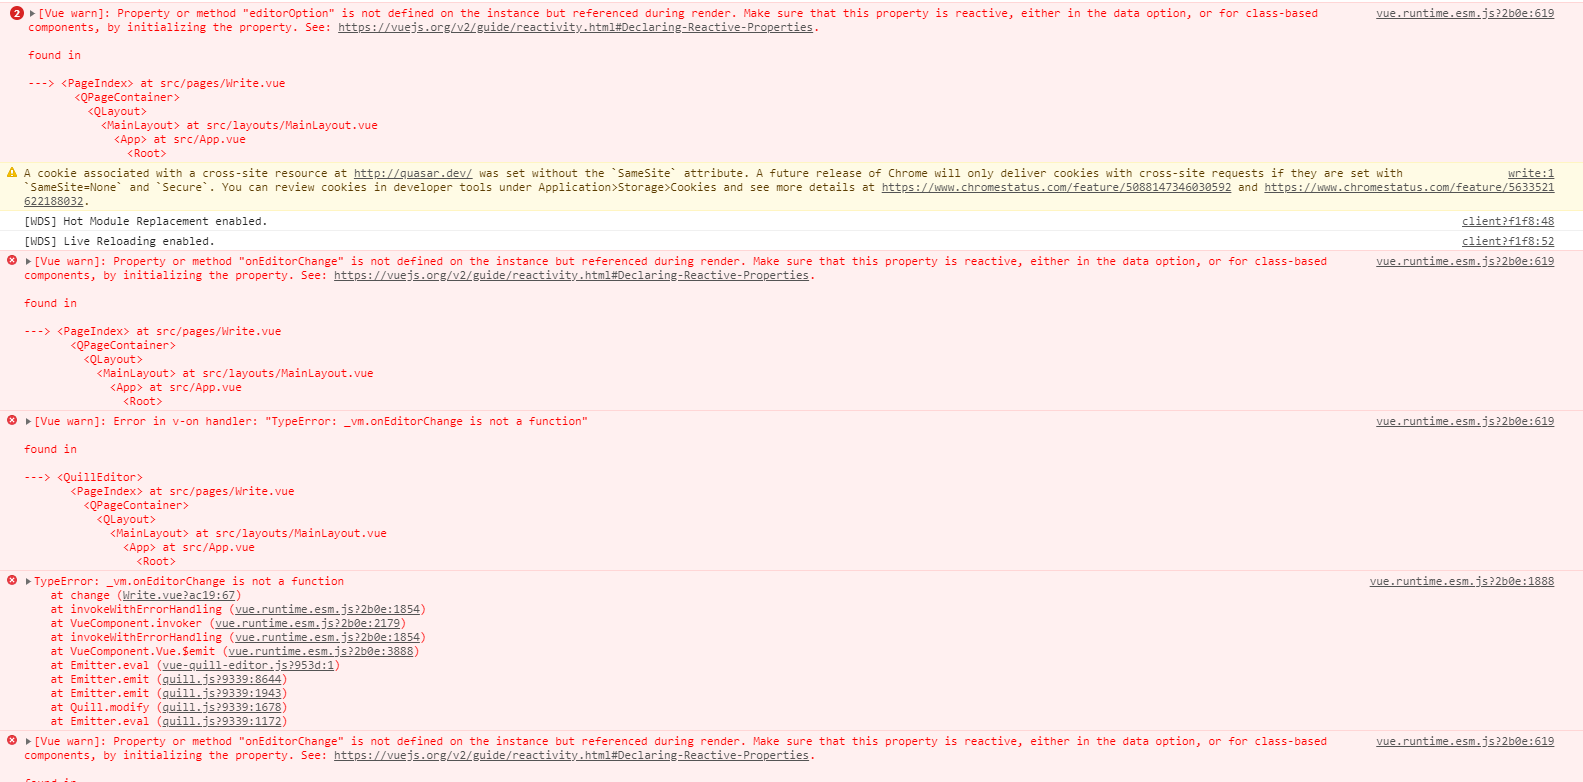 2 ▶[Vue warn]: Property or method "editorOption" is not defined on the instance but referenced during render. Make sure that this property is reactive, either in the data option, or for class-based vue.runtime.esm.js?2b0e:619
components, by initializing the property. See: https://vuejs.org/v2/guide/reactivity.html#Declaring-Reactive-Properties.
found in
---> <PageIndex> at src/pages/Write.vue
<QPageContainer>
<QLayout>
<MainLayout> at src/layouts/MainLayout.vue
<App> at src/App.vue
<Root>
A cookie associated with a cross-site resource at http://quasar.dev/ was set without the `SameSite` attribute. A future release of Chrome will only deliver cookies with cross-site requests if they are set with write:1
`SameSite=None` and `Secure`. You can review cookies in developer tools under Application>Storage>Cookies and see more details at https://www.chromestatus.com/feature/5088147346030592 and https://www.chromestatus.com/feature/5633521
622188032.
[WDS] Hot Module Replacement enabled. client?f1f8:48
[WDS] Live Reloading enabled. client?f1f8:52
▶[Vue warn]: Property or method "onEditorChange" is not defined on the instance but referenced during render. Make sure that this property is reactive, either in the data option, or for class-based vue.runtime.esm.js?2b0e:619
components, by initializing the property. See: https://vuejs.org/v2/guide/reactivity.html#Declaring-Reactive-Properties.
found in
---> <PageIndex> at src/pages/Write.vue
<QPageContainer>
<QLayout>
<MainLayout> at src/layouts/MainLayout.vue
<App> at src/App.vue
<Root>
▶[Vue warn]: Error in v-on handler: "TypeError: _vm.onEditorChange is not a function" vue.runtime.esm.js?2b0e:619
found in
---> <QuillEditor>
<PageIndex> at src/pages/Write.vue
<QPageContainer>
<QLayout>
<MainLayout> at src/layouts/MainLayout.vue
<App> at src/App.vue
<Root>
▶TypeError: _vm.onEditorChange is not a function vue.runtime.esm.js?2b0e:1888
at change (Write.vue?ac19:67)
at invokeWithErrorHandling (vue.runtime.esm.js?2b0e:1854)
at VueComponent.invoker (vue.runtime.esm.js?2b0e:2179)
at invokeWithErrorHandling (vue.runtime.esm.js?2b0e:1854)
at VueComponent.Vue.$emit (vue.runtime.esm.js?2b0e:3888)
at Emitter.eval (vue-quill-editor.js?953d:1)
at Emitter.emit (quill.js?9339:8644)
at Emitter.emit (quill.js?9339:1943)
at Quill.modify (quill.js?9339:1678)
at Emitter.eval (quill.js?9339:1172)
▶[Vue warn]: Property or method "onEditorChange" is not defined on the instance but referenced during render. Make sure that this property is reactive, either in the data option, or for class-based vue.runtime.esm.js?2b0e:619
components, by initializing the property. See: https://vuejs.org/v2/guide/reactivity.html#Declaring-Reactive-Properties.